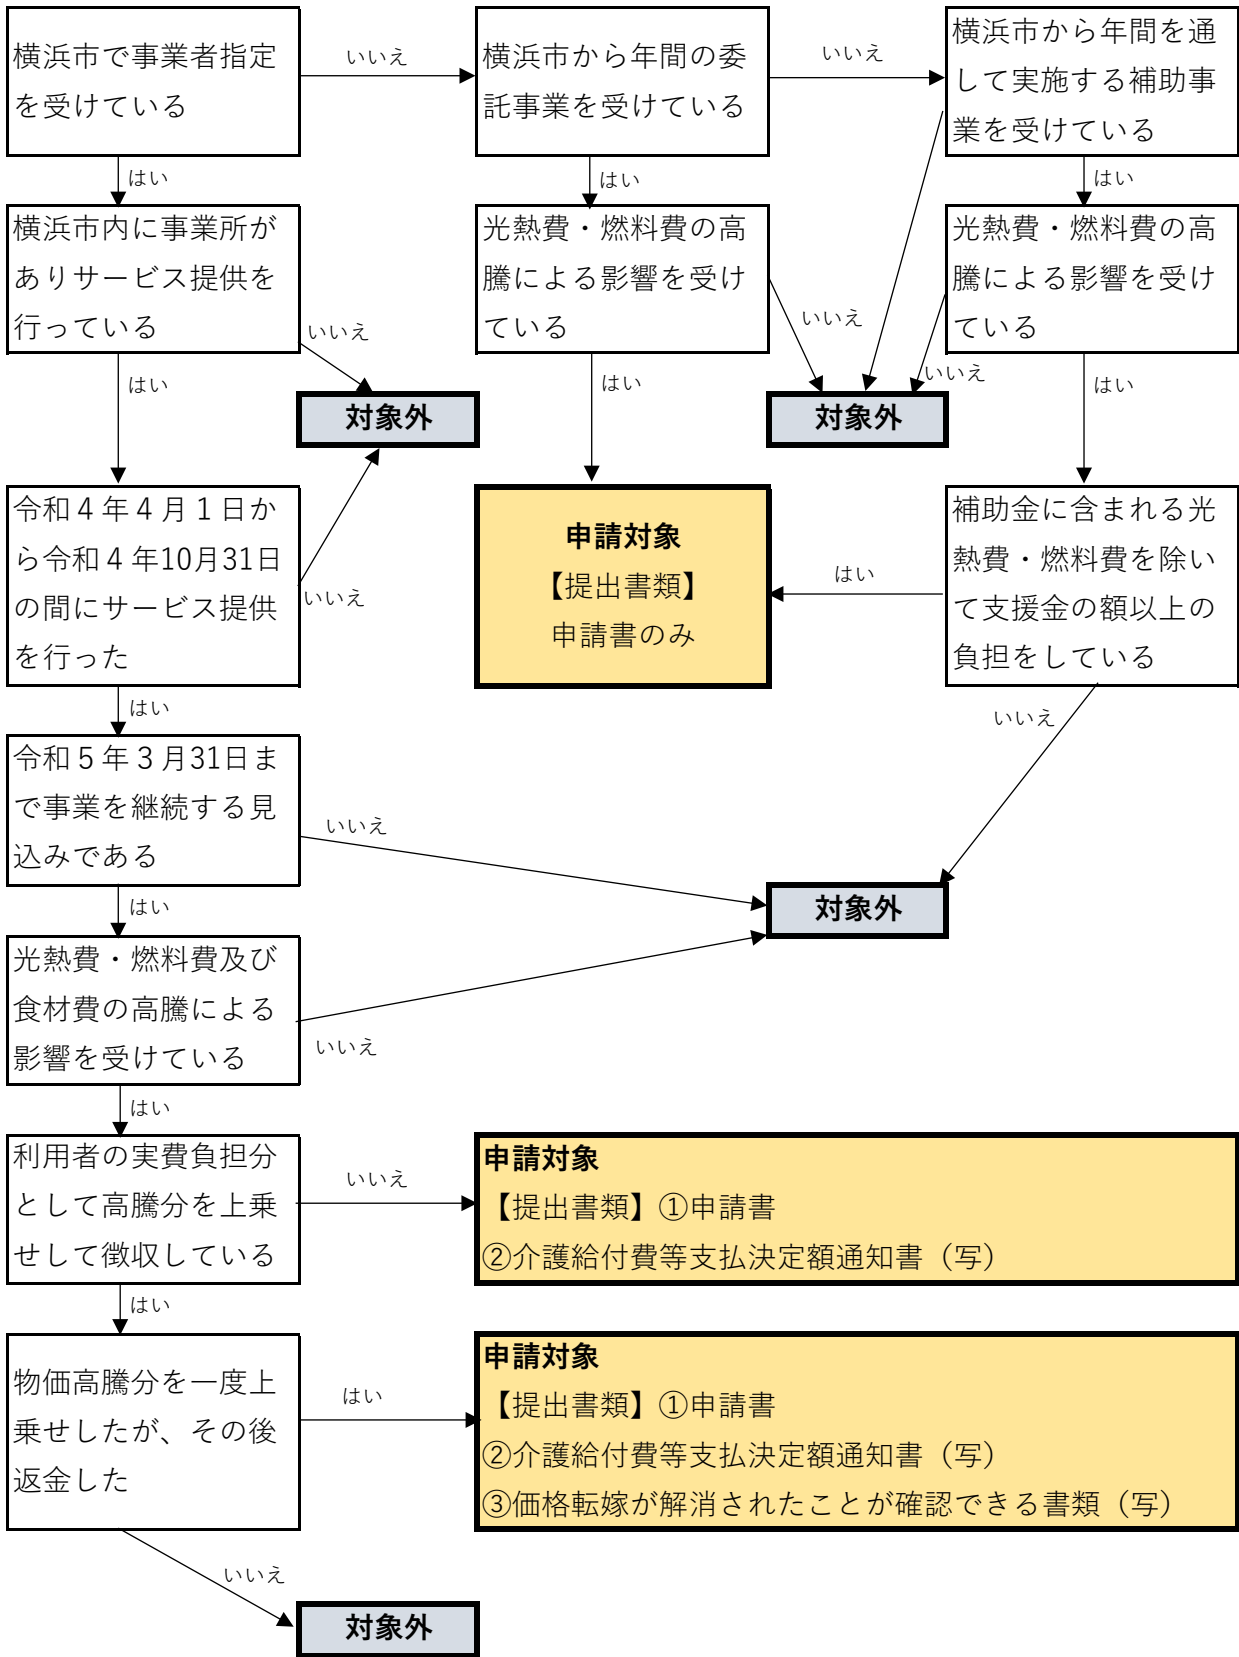 横浜市で事業者指定
を受けている
いいえ
横浜市から年間の委
託事業を受けている
いいえ
横浜市から年間を通
して実施する補助事
業を受けている
はい
はい
はい
横浜市内に事業所が
ありサービス提供を
行っている
いいえ
光熱費・燃料費の高
騰による影響を受け
ている
いいえ
光熱費・燃料費の高
騰による影響を受け
ている
いいえ
はい
対象外
はい
対象外
はい
令和４年４月１日か
ら令和４年10月31日
の間にサービス提供
を行った
いいえ
申請対象
【提出書類】
申請書のみ
はい
補助金に含まれる光
熱費・燃料費を除い
て支援金の額以上の
負担をしている
はい
いいえ
令和５年３月31日ま
で事業を継続する見
込みである
いいえ
対象外
はい
光熱費・燃料費及び
食材費の高騰による
影響を受けている
いいえ
はい
利用者の実費負担分
として高騰分を上乗
せして徴収している
いいえ
申請対象
【提出書類】①申請書
②介護給付費等支払決定額通知書（写）
はい
物価高騰分を一度上
乗せしたが、その後
返金した
はい
申請対象
【提出書類】①申請書
②介護給付費等支払決定額通知書（写）
③価格転嫁が解消されたことが確認できる書類（写）
いいえ
対象外